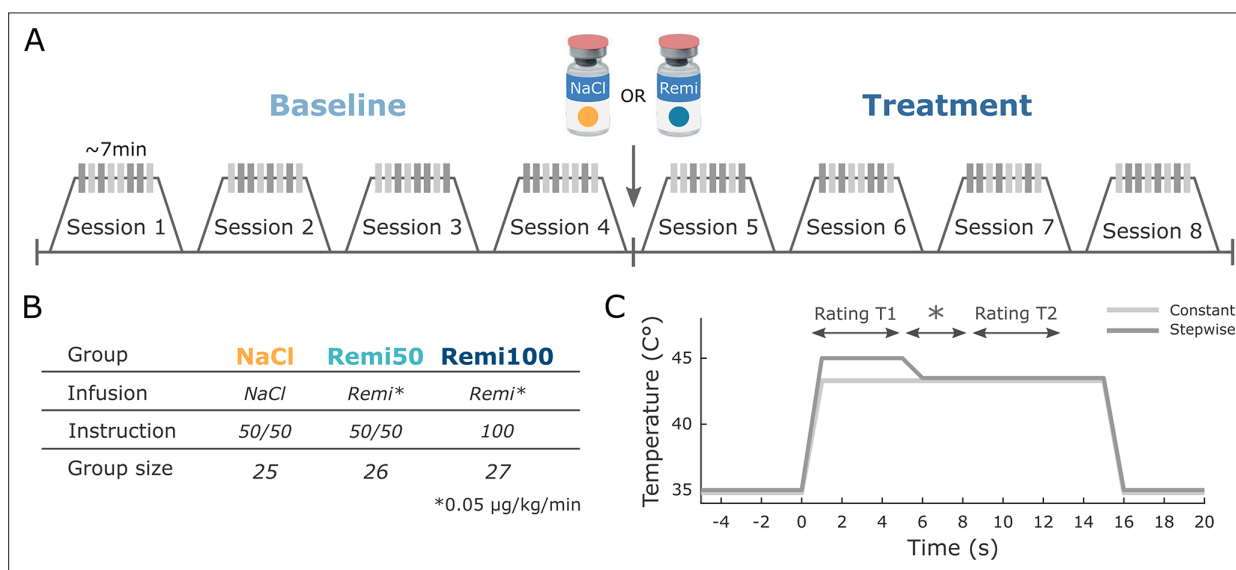 A
Baseline
NaCl OR Remi
Treatment
~7min
Session 1 Session 2 Session 3 Session 4 Session 5 Session 6 Session 7 Session 8
B
Group NaCl Remi50 Remi100
Infusion NaCl Remi* Remi*
Instruction 50/50 50/50 100
Group size 25 26 27
*0.05 µg/kg/min
C
Rating T1 * Rating T2
Constant
Stepwise
Temperature (C°)
45
40
35
-4 -2 0 2 4 6 8 10 12 14 16 18 20
Time (s)